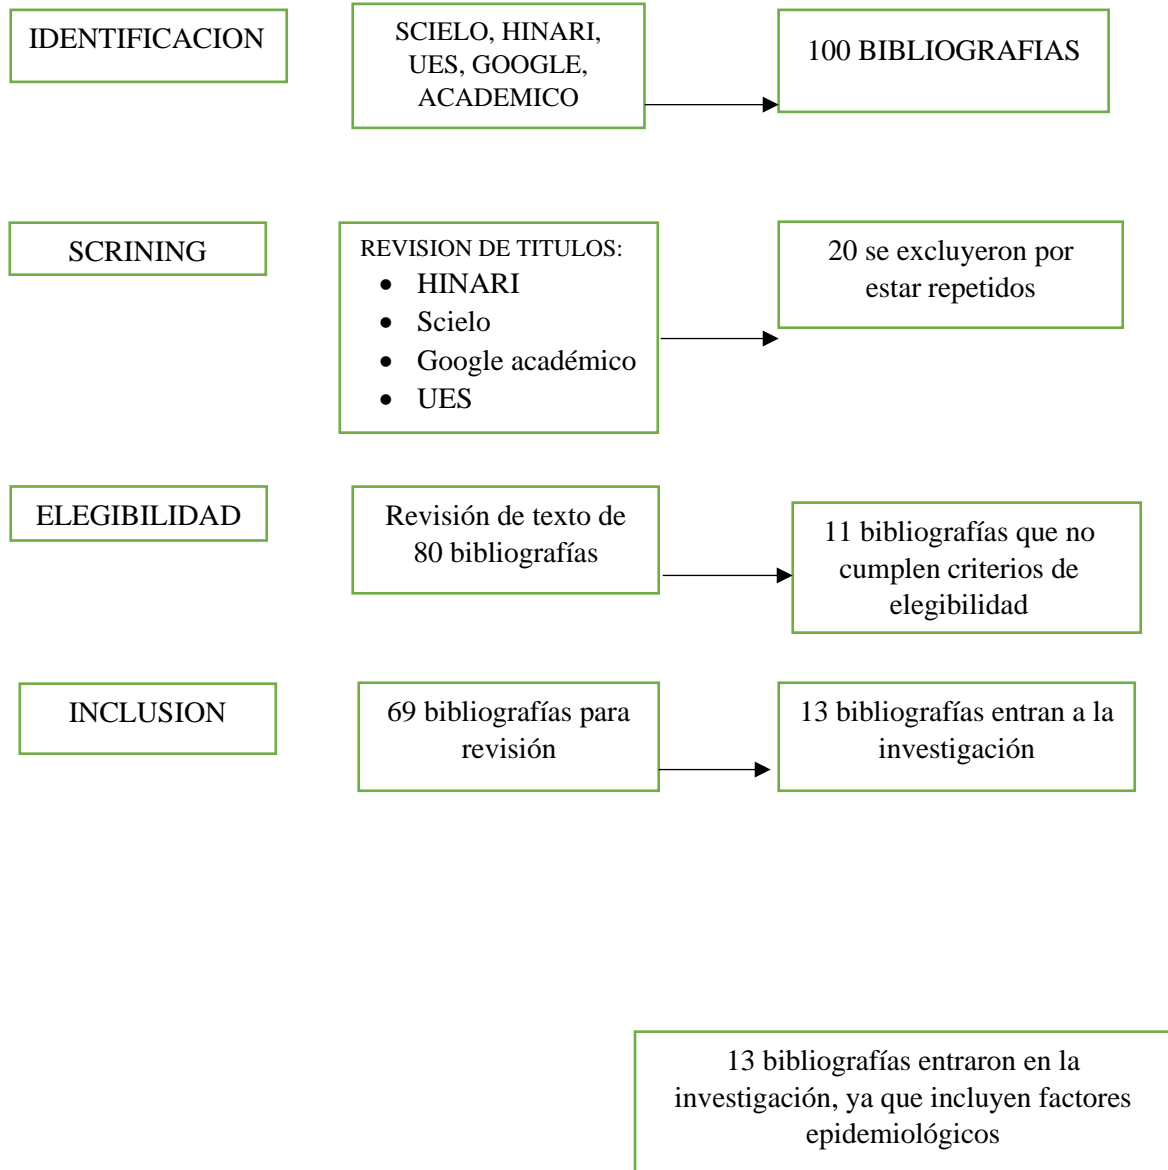 IDENTIFICACION
SCIELO, HINARI,
UES, GOOGLE,
ACADEMICO
100 BIBLIOGRAFIAS
SCRINING
REVISION DE TITULOS:
• HINARI
• Scielo
• Google académico
• UES
20 se excluyeron por
estar repetidos
ELEGIBILIDAD
Revisión de texto de
80 bibliografías
11 bibliografías que no
cumplen criterios de
elegibilidad
INCLUSION
69 bibliografías para
revisión
13 bibliografías entran a la
investigación
13 bibliografías entraron en la
investigación, ya que incluyen factores
epidemiológicos